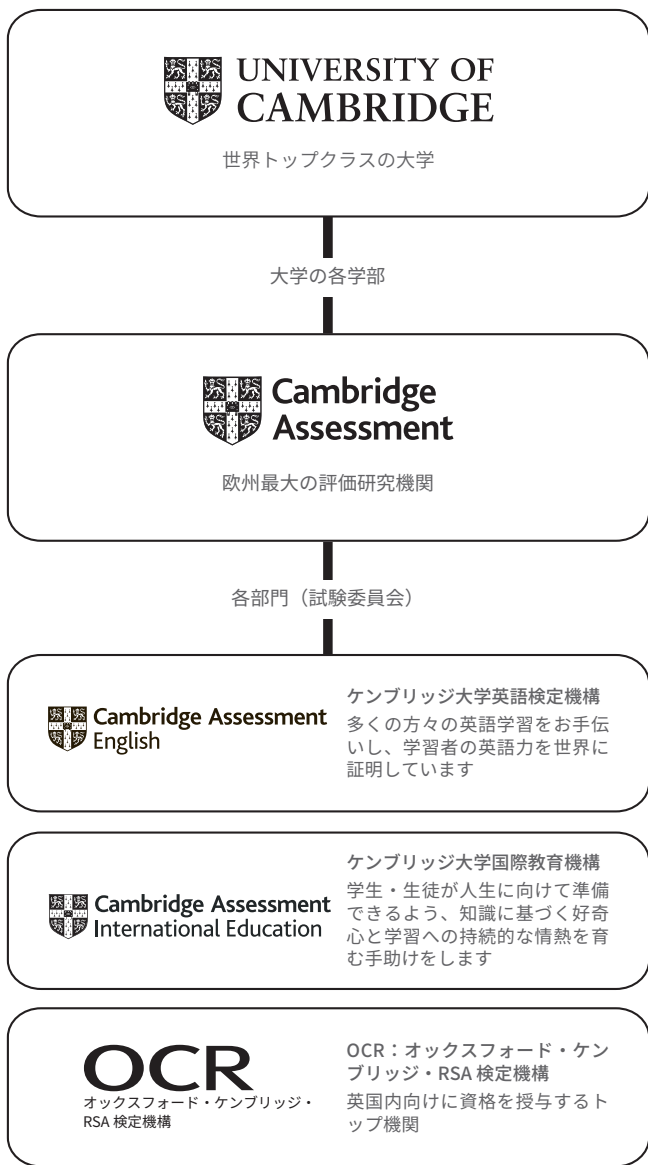 UNIVERSITY OF
CAMBRIDGE
世界トップクラスの大学
大学の各学部
Cambridge
Assessment
欧州最大の評価研究機関
各部門（試験委員会）
Cambridge Assessment
English
ケンブリッジ大学英語検定機構
多くの方々の英語学習をお手伝
いし、学習者の英語力を世界に
証明しています
Cambridge Assessment
International Education
ケンブリッジ大学国際教育機構
学生・生徒が人生に向けて準備
できるよう、知識に基づく好奇
心と学習への持続的な情熱を育
む手助けをします
OCR
オックスフォード・ケンブリッジ・
RSA 検定機構
OCR：オックスフォード・ケン
ブリッジ・RSA 検定機構
英国内向けに資格を授与するト
ップ機関